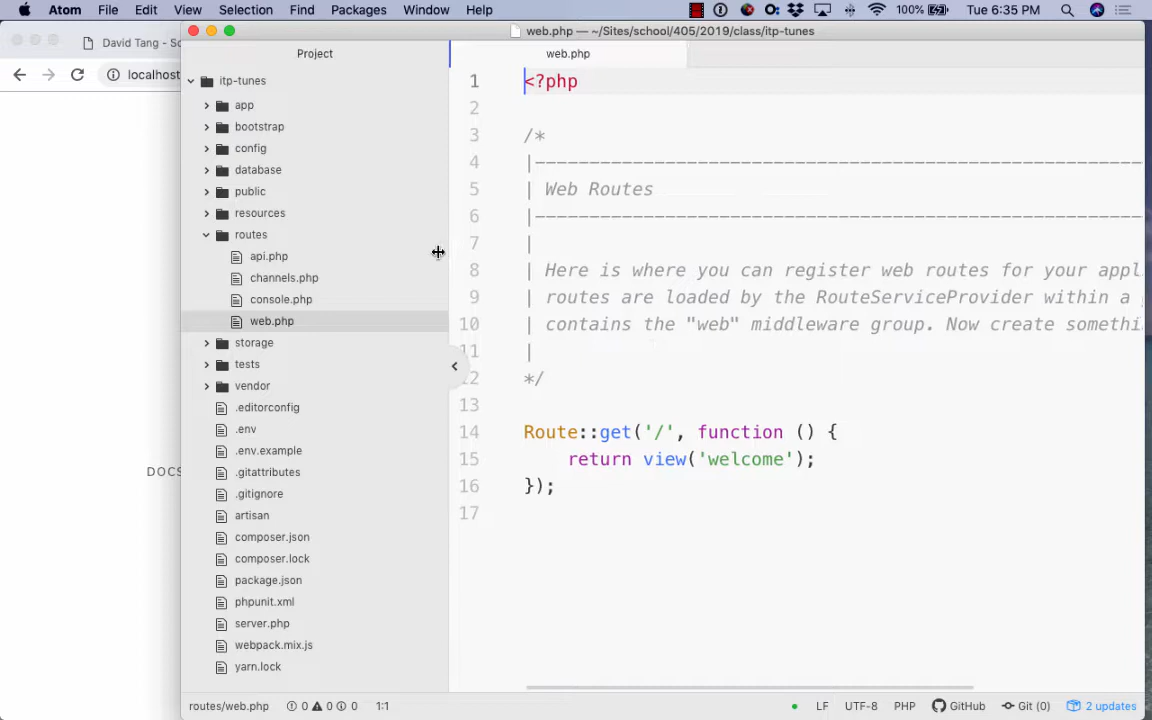 Atom File Edit View Selection Find Packages Window Help 100% Tue 6:35 PM
David Tang - Sc
localhost
DOCS
web.php — ~/Sites/school/405/2019/class/itp-tunes
Project
itp-tunes
app
bootstrap
config
database
public
resources
routes
api.php
channels.php
console.php
web.php
storage
tests
vendor
.editorconfig
.env
.env.example
.gitattributes
.gitignore
artisan
composer.json
composer.lock
package.json
phpunit.xml
server.php
webpack.mix.js
yarn.lock
web.php
1 <?php
2
3 /*
4 |--------------------------------------------------------------------------
5 | Web Routes
6 |--------------------------------------------------------------------------
7 |
8 | Here is where you can register web routes for your appl
9 | routes are loaded by the RouteServiceProvider within a
10 | contains the "web" middleware group. Now create somethi
11 |
12 */
13
14 Route::get('/', function () {
15 return view('welcome');
16 });
17
routes/web.php 0 0 0 1:1 LF UTF-8 PHP GitHub Git (0) 2 updates